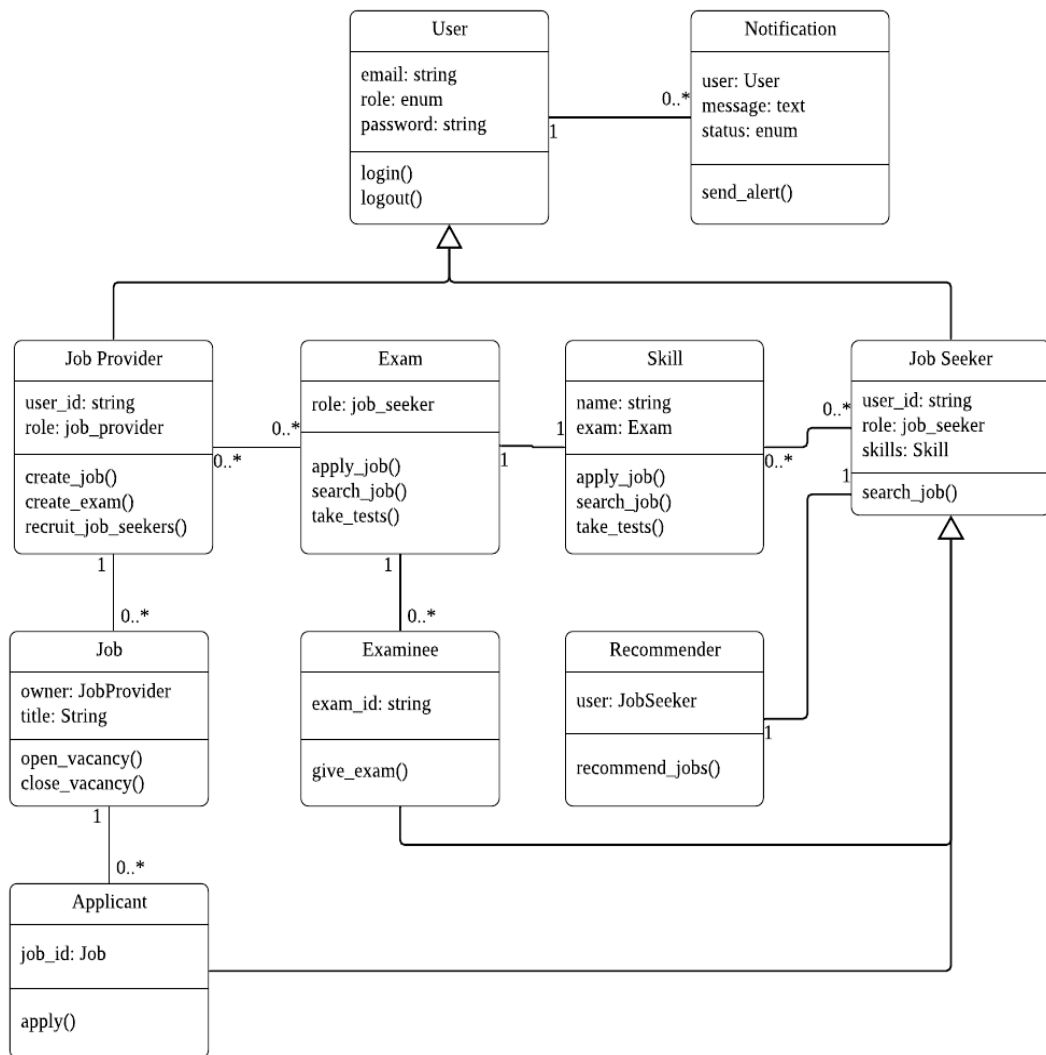 User
email: string
role: enum
password: string
login()
logout()
1
0..*
Notification
user: User
message: text
status: enum
send_alert()
Job Provider
user_id: string
role: job_provider
create_job()
create_exam()
recruit_job_seekers()
0..*
0..*
Exam
role: job_seeker
apply_job()
search_job()
take_tests()
1
1
Skill
name: string
exam: Exam
apply_job()
search_job()
take_tests()
0..*
0..*
Job Seeker
user_id: string
role: job_seeker
skills: Skill
search_job()
1
1
0..*
Job
owner: JobProvider
title: String
open_vacancy()
close_vacancy()
1
0..*
Examinee
exam_id: string
give_exam()
Recommender
user: JobSeeker
recommend_jobs()
1
1
0..*
Applicant
job_id: Job
apply()